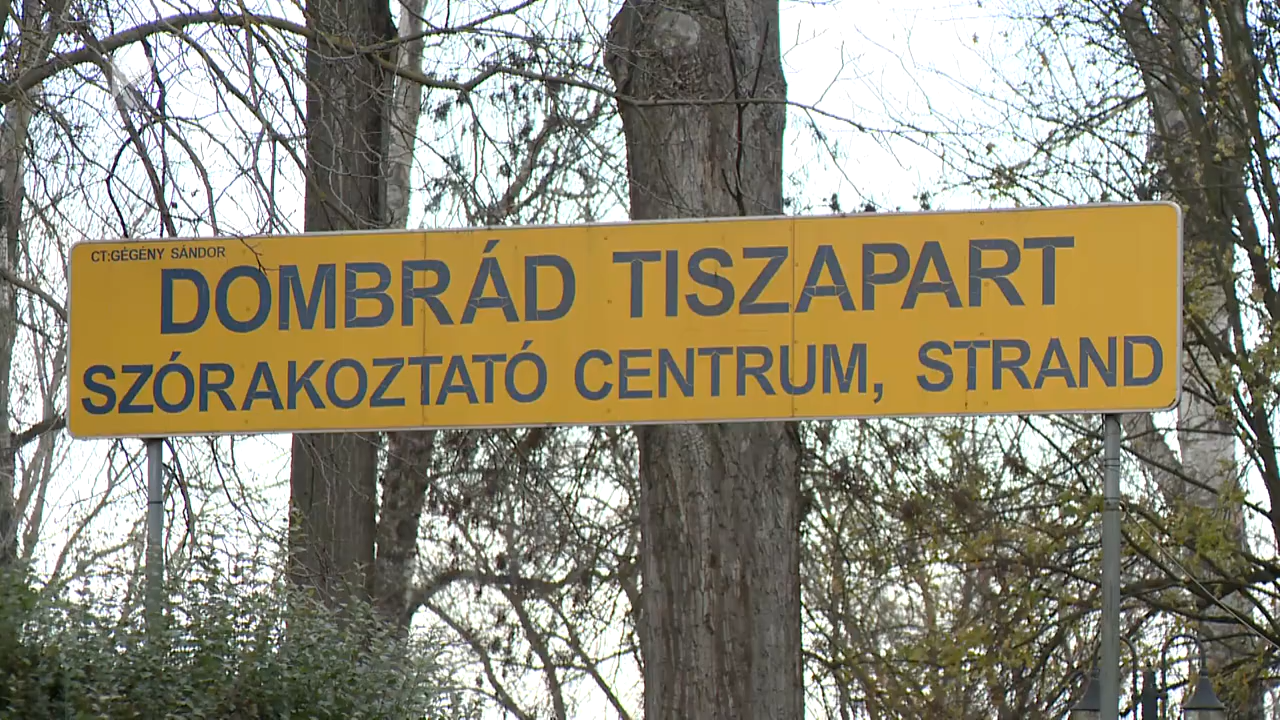 CT:GÉGÉNY SÁNDOR
DOMBRÁD TISZAPART
SZÓRAKOZTATÓ CENTRUM, STRAND